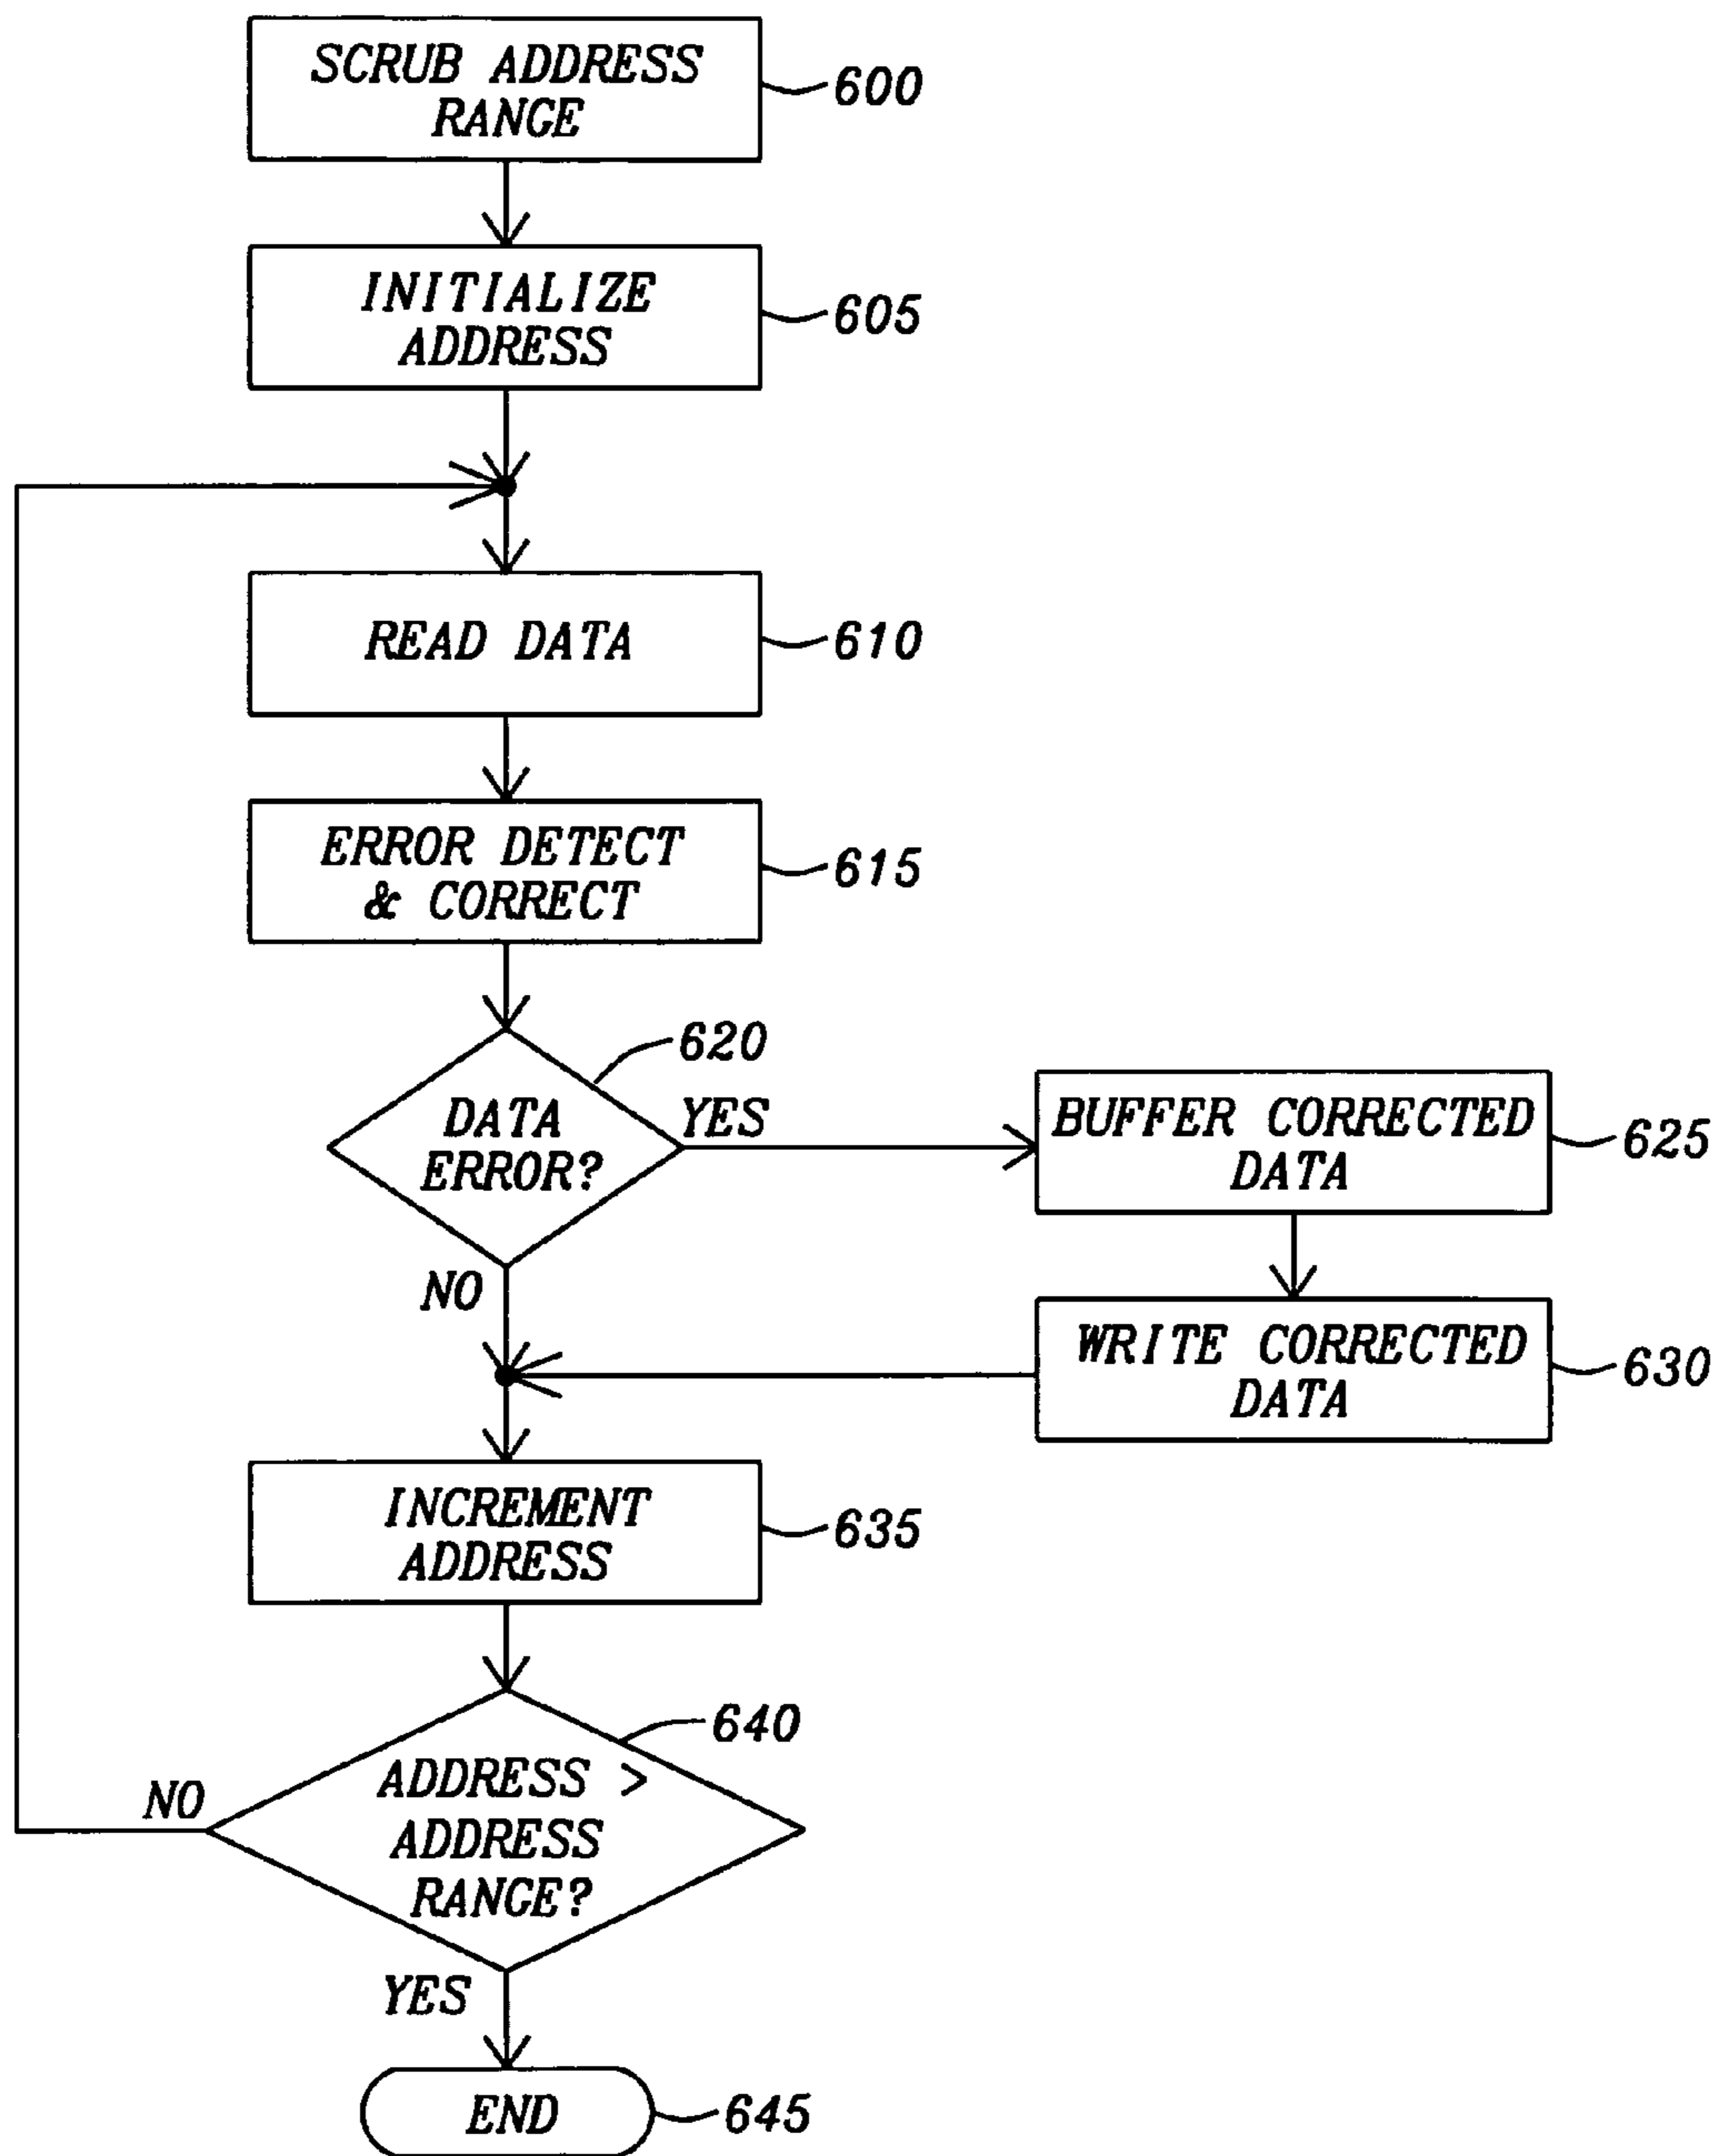 SCRUB ADDRESS
RANGE
600
INITIALIZE
ADDRESS
605
READ DATA
610
ERROR DETECT
& CORRECT
615
620
DATA
ERROR?
YES
NO
BUFFER CORRECTED
DATA
625
WRITE CORRECTED
DATA
630
INCREMENT
ADDRESS
635
640
ADDRESS >
ADDRESS
RANGE?
NO
YES
END
645